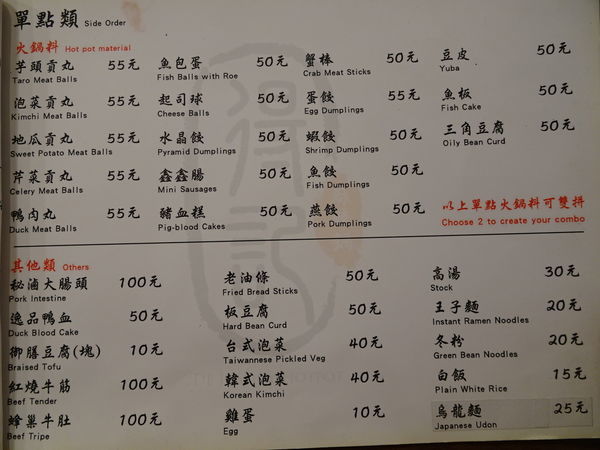 單點類 Side Order
火鍋料 Hot pot material
芋頭貢丸 55元 魚包蛋 50元 蟹棒 50元 豆皮 50元
Taro Meat Balls Fish Balls with Roe Crab Meat Sticks Yuba
泡菜貢丸 55元 起司球 50元 蛋餃 55元 魚板 50元
Kimchi Meat Balls Cheese Balls Egg Dumplings Fish Cake
地瓜貢丸 55元 水晶餃 50元 蝦餃 50元 三角豆腐 50元
Sweet Potato Meat Balls Pyramid Dumplings Shrimp Dumplings Oily Bean Curd
芹菜貢丸 55元 鑫鑫腸 50元 魚餃 50元
Celery Meat Balls Mini Sausages Fish Dumplings
鴨肉丸 55元 豬血糕 50元 燕餃 50元 以上單點火鍋料可雙拼
Duck Meat Balls Pig-blood Cakes Pork Dumplings Choose 2 to create your combo
其他類 Others
秘滷大腸頭 100元 老油條 50元 高湯 30元
Pork Intestine Fried Bread Sticks Stock
逸品鴨血 50元 板豆腐 50元 王子麵 20元
Duck Blood Cake Hard Bean Curd Instant Ramen Noodles
御膳豆腐(塊) 10元 台式泡菜 40元 冬粉 20元
Braised Tofu Taiwannese Pickled Veg Green Bean Noodles
紅燒牛筋 100元 韓式泡菜 40元 白飯 15元
Beef Tender Korean Kimchi Plain White Rice
蜂巢牛肚 100元 雞蛋 10元 烏龍麵 25元
Beef Tripe Egg Japanese Udon